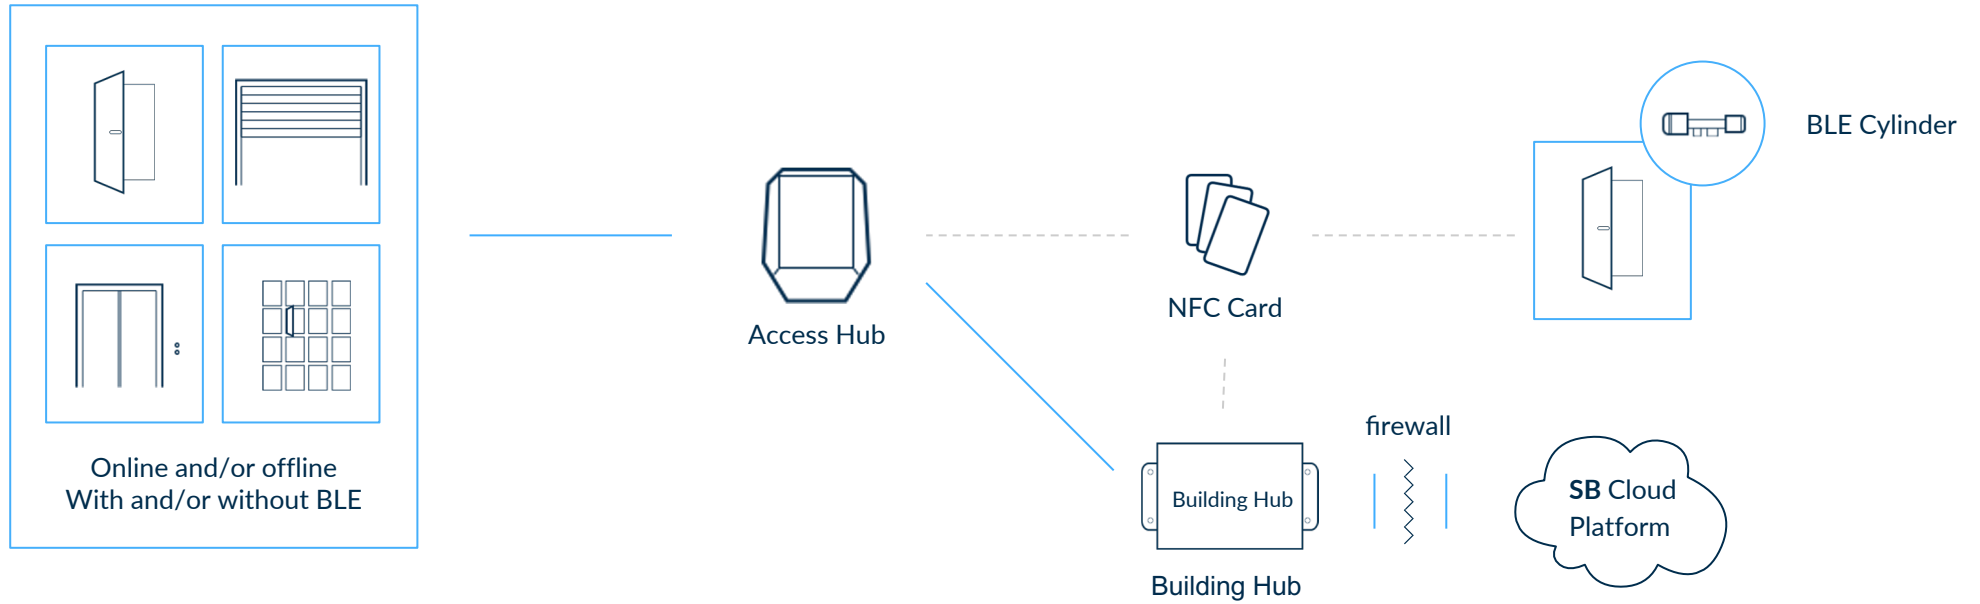 Online and/or offline
With and/or without BLE
Access Hub
NFC Card
BLE Cylinder
Building Hub
Building Hub
firewall
SB Cloud
Platform